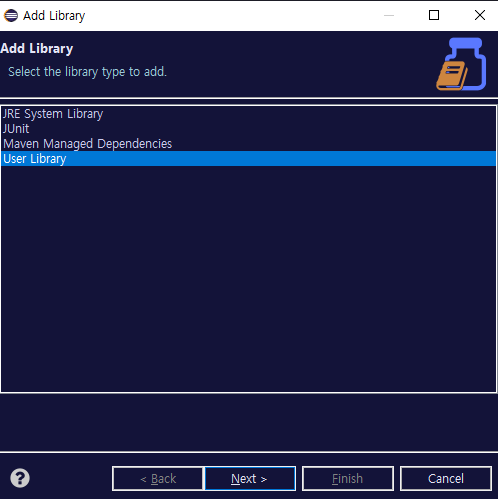 Add Library
Add Library
Select the library type to add.
JRE System Library
JUnit
Maven Managed Dependencies
User Library
?
< Back
Next >
Finish
Cancel